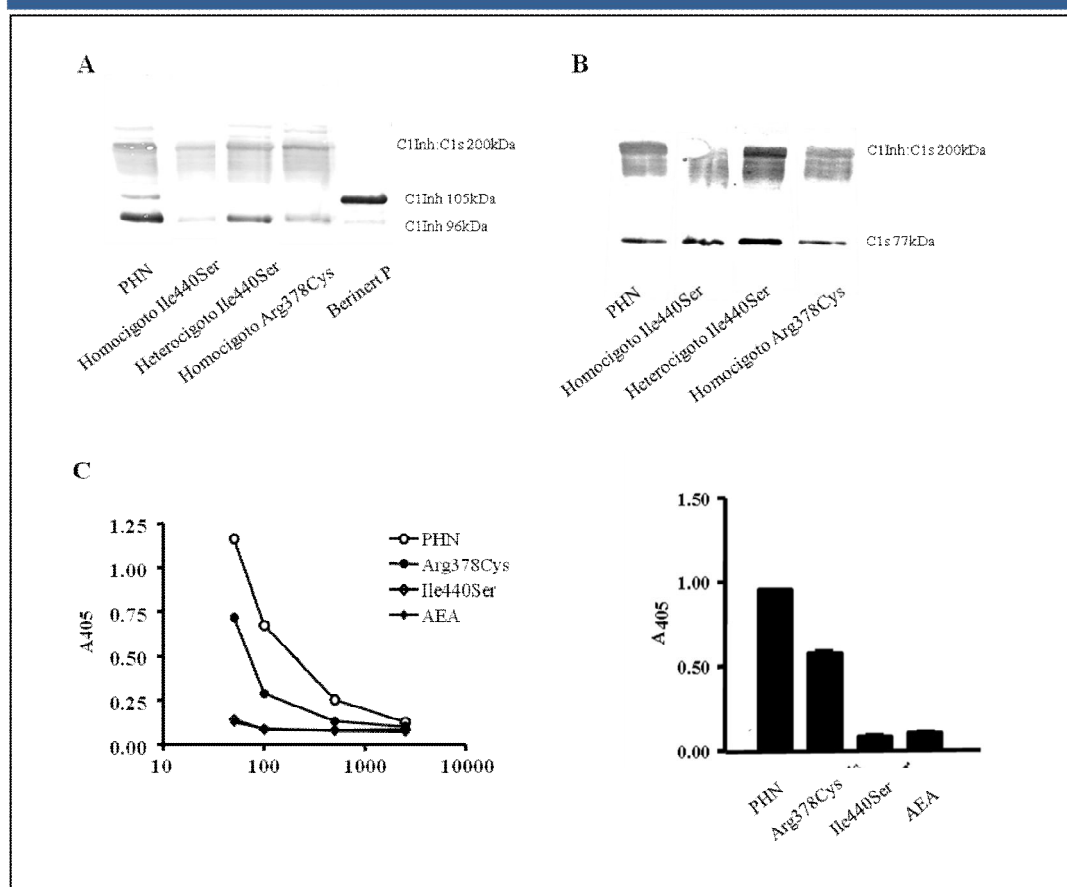 A
C1Inh:C1s 200kDa
C1Inh 105kDa
C1Inh 96kDa
PHN
Homocigoto Ile440Ser
Heterocigoto Ile440Ser
Homocigoto Arg378Cys
Berinert P
B
C1Inh:C1s 200kDa
C1s 77kDa
PHN
Homocigoto Ile440Ser
Heterocigoto Ile440Ser
Homocigoto Arg378Cys
C
A405
1.25
1.00
0.75
0.50
0.25
0.00
10
100
1000
10000
PHN
Arg378Cys
Ile440Ser
AEA
A405
1.50
1.00
0.50
0.00
PHN
Arg378Cys
Ile440Ser
AEA